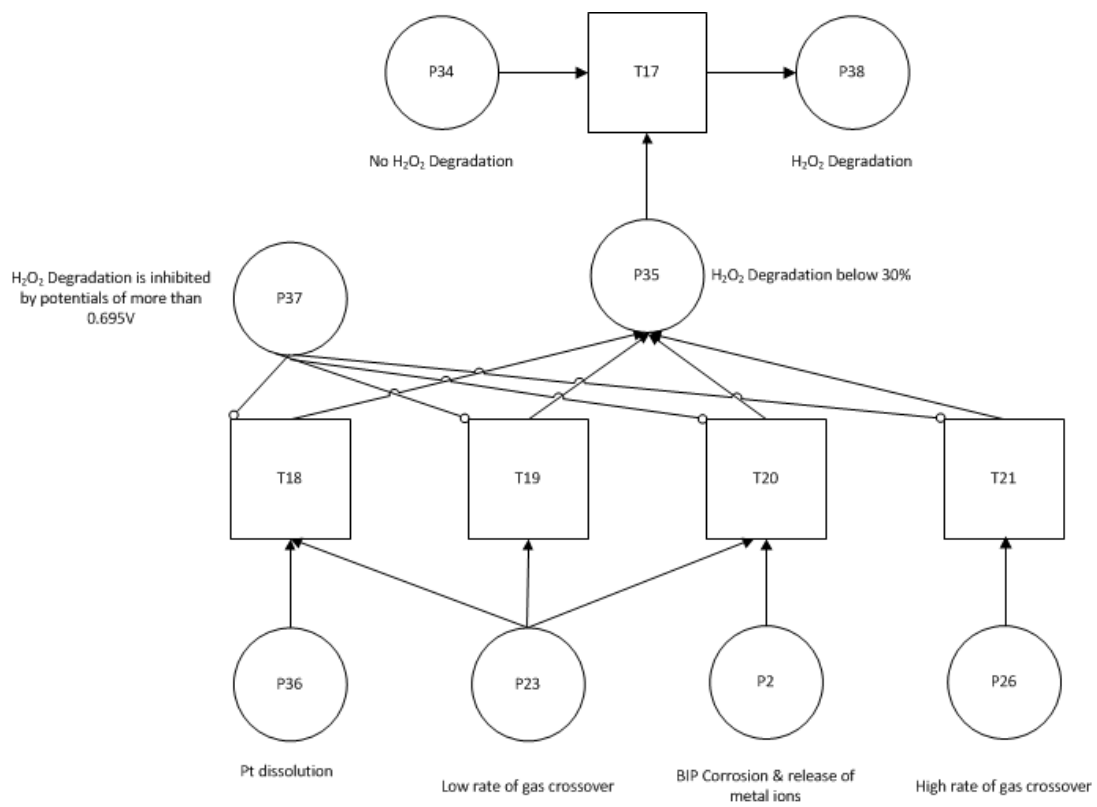 P34
T17
P38
No H₂O₂ Degradation
H₂O₂ Degradation
P35
H₂O₂ Degradation below 30%
P37
H₂O₂ Degradation is inhibited
by potentials of more than
0.695V
T18
T19
T20
T21
P36
P23
P2
P26
Pt dissolution
Low rate of gas crossover
BIP Corrosion & release of
metal ions
High rate of gas crossover